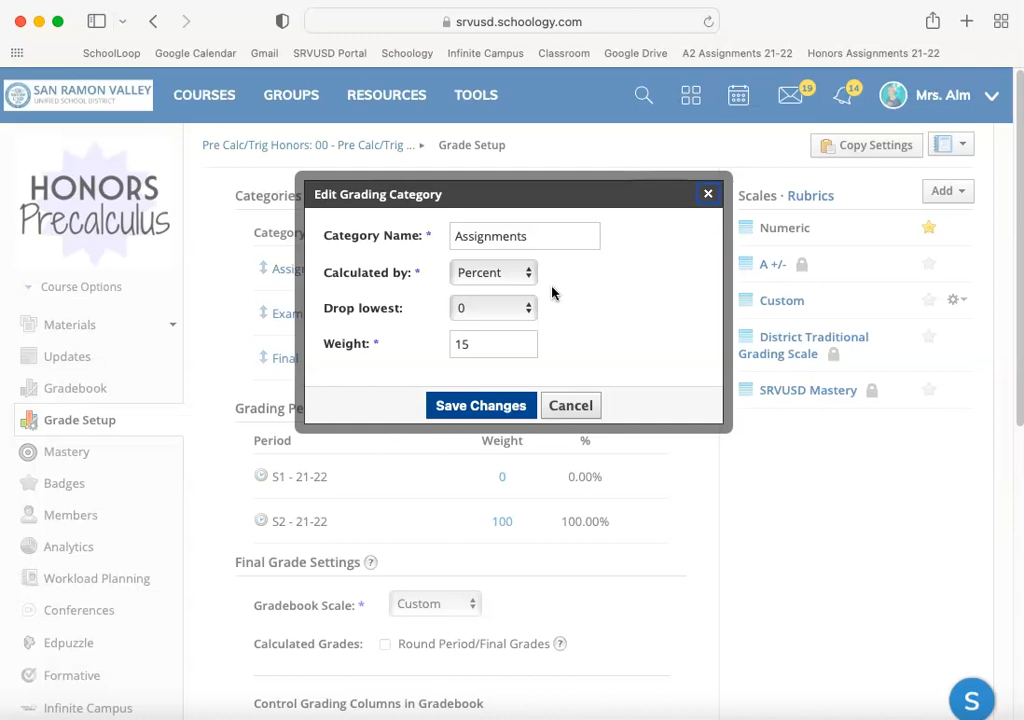 srvusd.schoology.com
SchoolLoop Google Calendar Gmail SRVUSD Portal Schoology Infinite Campus Classroom Google Drive A2 Assignments 21-22 Honors Assignments 21-22
SAN RAMON VALLEY
UNIFIED SCHOOL DISTRICT
COURSES GROUPS RESOURCES TOOLS 19 14 Mrs. Alm
Pre Calc/Trig Honors: 00 - Pre Calc/Trig ... ▸ Grade Setup
Copy Settings
HONORS
Precalculus
Course Options
Materials
Updates
Gradebook
Grade Setup
Mastery
Badges
Members
Analytics
Workload Planning
Conferences
Edpuzzle
Formative
Infinite Campus
Categories
Category
Assig
Exam
Final
Edit Grading Category
Category Name: * Assignments
Calculated by: * Percent
Drop lowest: 0
Weight: * 15
Save Changes Cancel
Grading Pe
Period Weight %
S1 - 21-22 0 0.00%
S2 - 21-22 100 100.00%
Final Grade Settings ?
Gradebook Scale: * Custom
Calculated Grades: Round Period/Final Grades ?
Control Grading Columns in Gradebook
Scales · Rubrics Add
Numeric
A +/-
Custom
District Traditional
Grading Scale
SRVUSD Mastery
S